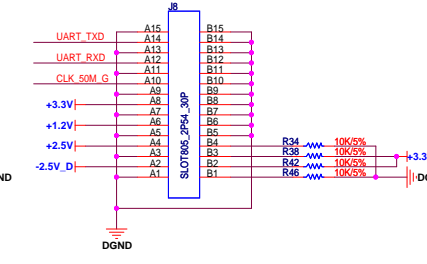 J8
A15 B15
UART_TXD A14 B14
A13 B13
UART_RXD A12 B12
A11 B11
CLK_50M_G A10 B10
A9 B9
+3.3V A8 B8
A7 B7
+1.2V A6 B6
A5 B5
+2.5V A4 B4 R34 10K/5%
A3 B3 R38 10K/5% +3.3
-2.5V_D A2 B2 R42 10K/5%
A1 B1 R46 10K/5%
SLOT805_2P54_30P
ND
DG
DGND